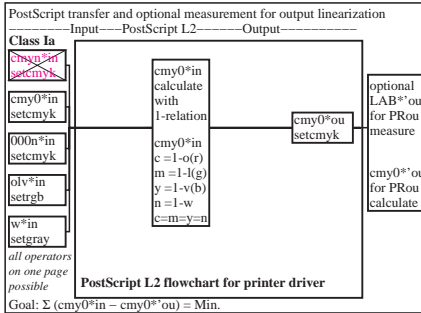 PostScript transfer and optional measurement for output linearization
−−−−−−−−Input−−−PostScript L2−−−−−−Output−−−−−−−−−−
Class Ia
cmyn*in
setcmyk
cmy0*in
setcmyk
000n*in
setcmyk
olv*in
setrgb
w*in
setgray
all operators
on one page
possible
cmy0*in
calculate
with
1-relation
cmy0*in
c =1-o(r)
m =1-l(g)
y =1-v(b)
n =1-w
c=m=y=n
cmy0*ou
setcmyk
optional
LAB*'ou
for PRou
measure
cmy0*'ou
for PRou
calculate
PostScript L2 flowchart for printer driver
Goal: Σ (cmy0*in − cmy0*'ou) = Min.